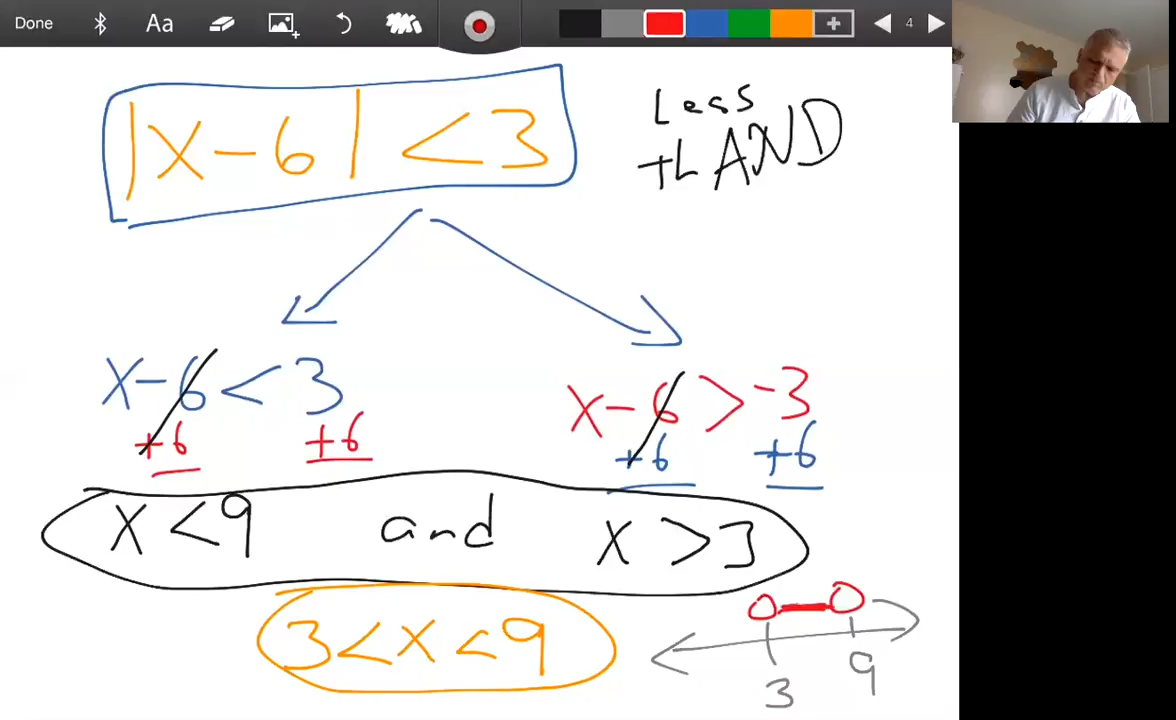 Done Aa 4
|x-6| <3
Less
thAND
x-6<3
x-6>-3
+6 +6
+6 +6
x<9 and x>3
3<x<9
3 9